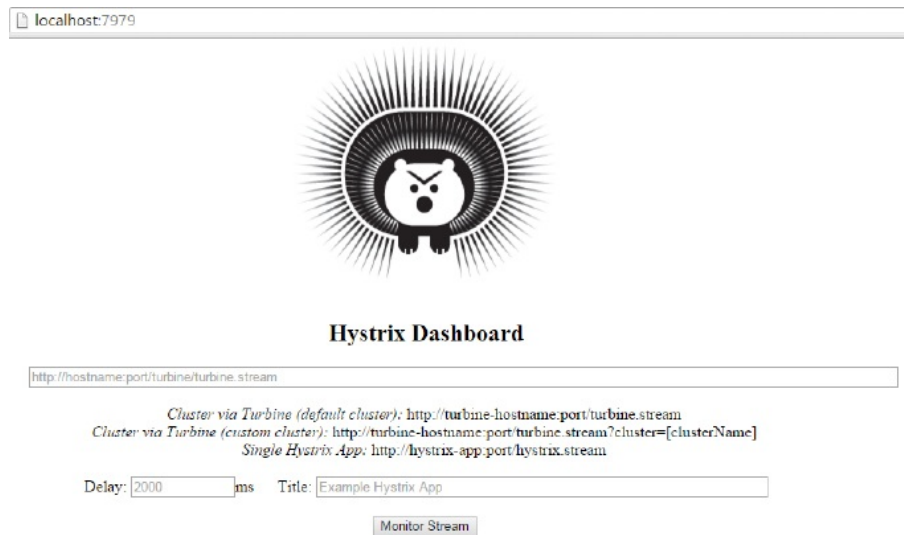 localhost:7979
Hystrix Dashboard
http://hostname:port/turbine/turbine.stream
Cluster via Turbine (default cluster): http://turbine-hostname:port/turbine.stream
Cluster via Turbine (custom cluster): http://turbine-hostname:port/turbine.stream?cluster=[clusterName]
Single Hystrix App: http://hystrix-app:port/hystrix.stream
Delay: 2000 ms Title: Example Hystrix App
Monitor Stream